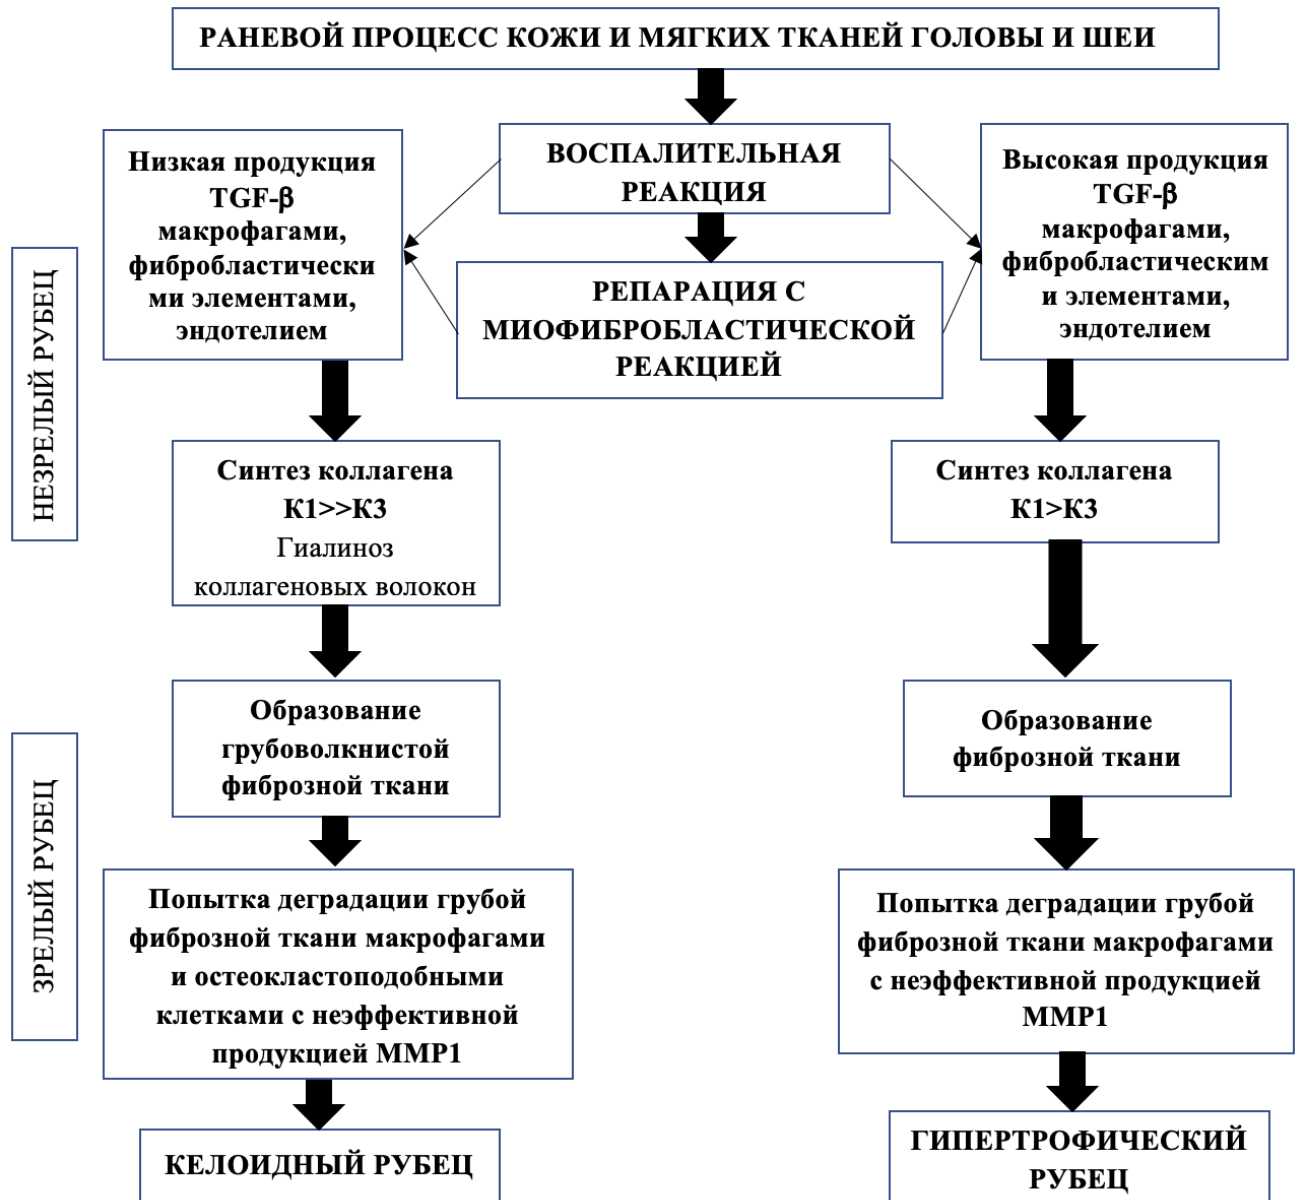 РАНЕВОЙ ПРОЦЕСС КОЖИ И МЯГКИХ ТКАНЕЙ ГОЛОВЫ И ШЕИ
ВОСПАЛИТЕЛЬНАЯ
РЕАКЦИЯ
РЕПАРАЦИЯ С
МИОФИБРОБЛАСТИЧЕСКОЙ
РЕАКЦИЕЙ
НЕЗРЕЛЫЙ РУБЕЦ
Низкая продукция
TGF-β
макрофагами,
фибробластически
ми элементами,
эндотелием
Синтез коллагена
К1>>К3
Гиалиноз
коллагеновых волокон
ЗРЕЛЫЙ РУБЕЦ
Образование
грубоволкнистой
фиброзной ткани
Попытка деградации грубой
фиброзной ткани макрофагами
и остеокластоподобными
клетками с неэффективной
продукцией ММР1
КЕЛОИДНЫЙ РУБЕЦ
Высокая продукция
TGF-β
макрофагами,
фибробластическим
и элементами,
эндотелием
Синтез коллагена
К1>К3
Образование
фиброзной ткани
Попытка деградации грубой
фиброзной ткани макрофагами
с неэффективной продукцией
ММР1
ГИПЕРТРОФИЧЕСКИЙ
РУБЕЦ